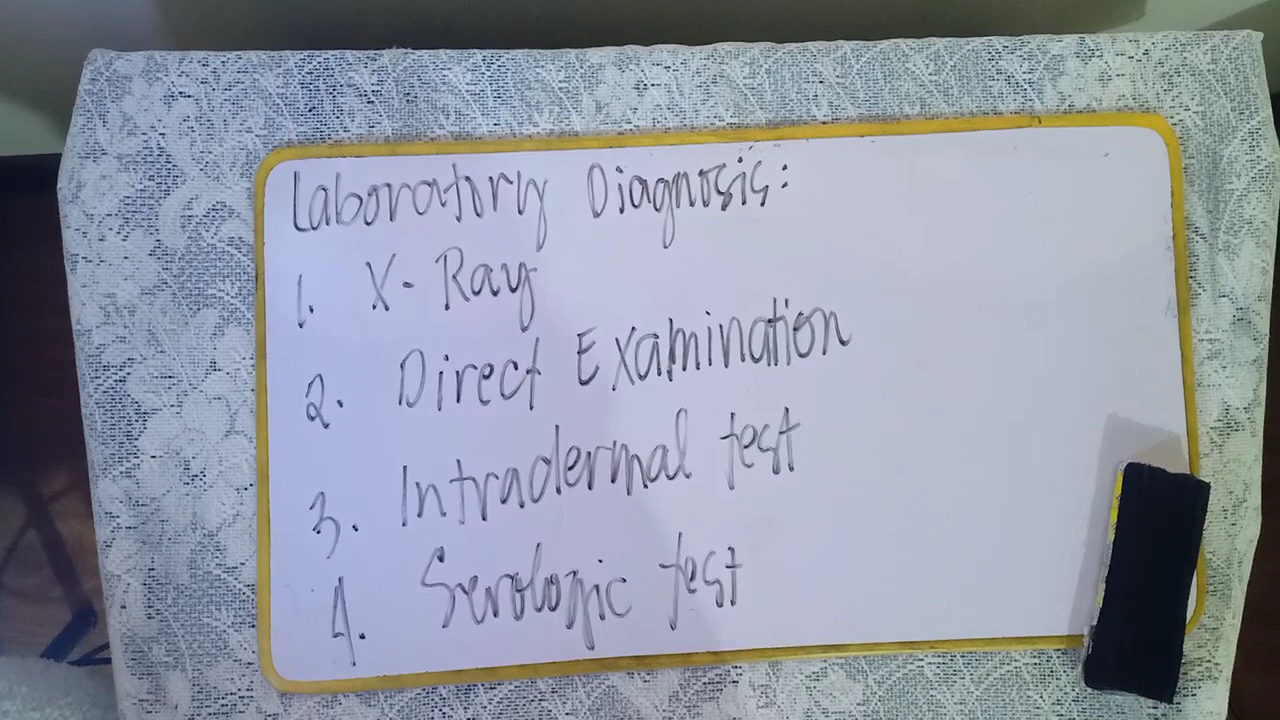 Laboratory Diagnosis:
1. X-Ray
2. Direct Examination
3. Intradermal test
4. Serologic test